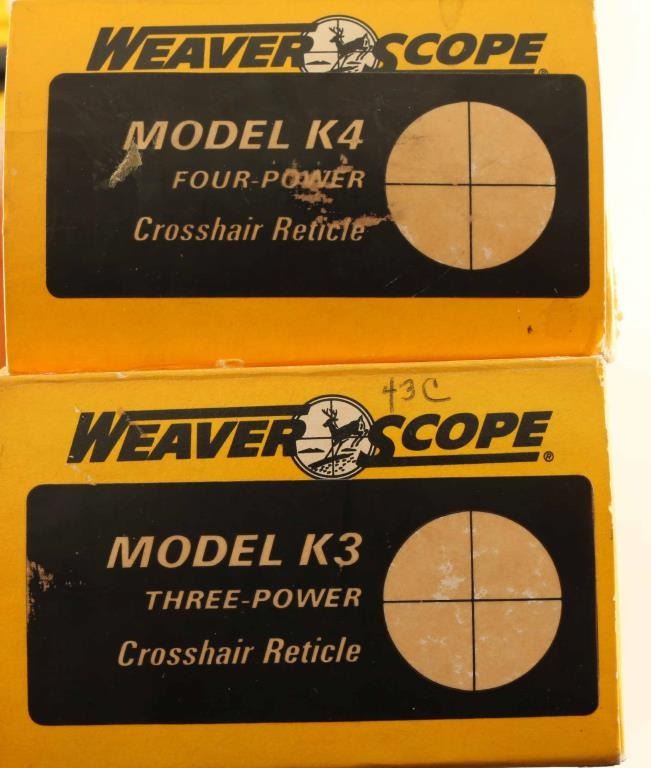 WEAVER SCOPE ®
MODEL K4
FOUR-POWER
Crosshair Reticle
43C
WEAVER SCOPE ®
MODEL K3
THREE-POWER
Crosshair Reticle